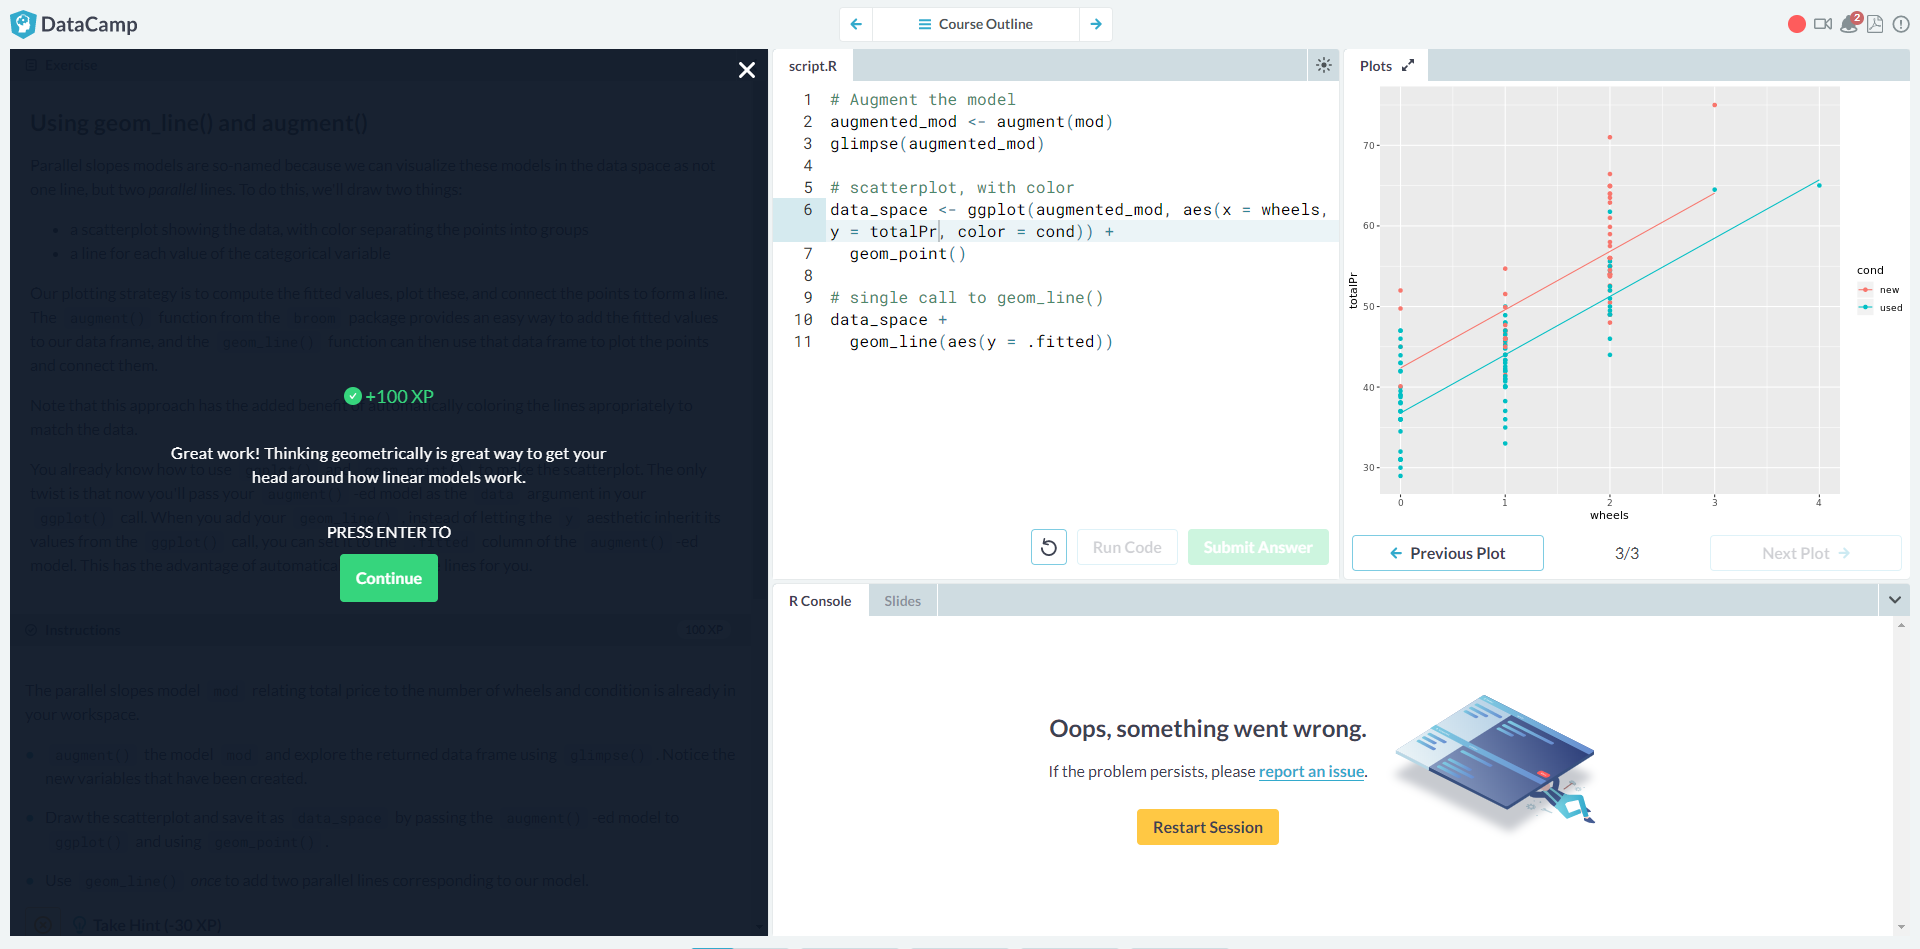 DataCamp
Course Outline
2
Exercise
Using geom_line() and augment()
Parallel slopes models are so-named because we can visualize these models in the data space as not
one line, but two parallel lines. To do this, we'll draw two things:
a scatterplot showing the data, with color separating the points into groups
a line for each value of the categorical variable
Our plotting strategy is to compute the fitted values, plot these, and connect the points to form a line.
The augment() function from the broom package provides an easy way to add the fitted values
to our data frame, and the geom_line() function can then use that data frame to plot the points
and connect them.
Note that this approach has the added benefit of automatically coloring the lines apropriately to
match the data.
You already know how to use make the scatterplot. The only
twist is that now you'll pass your augment() -ed model as the data argument in your
ggplot() call. When you add your geom_line() , instead of letting the y aesthetic inherit its
values from the ggplot() call, you can set column of the augment() -ed
model. This has the advantage of automatica lines for you.
+100 XP
Great work! Thinking geometrically is great way to get your
head around how linear models work.
PRESS ENTER TO
Continue
Instructions
100 XP
The parallel slopes model mod relating total price to the number of wheels and condition is already in
your workspace.
augment() the model mod and explore the returned data frame using glimpse() . Notice the
new variables that have been created.
Draw the scatterplot and save it as data_space by passing the augment() -ed model to
ggplot() and using geom_point() .
Use geom_line() once to add two parallel lines corresponding to our model.
Take Hint (-30 XP)
script.R
1 # Augment the model
2 augmented_mod <- augment(mod)
3 glimpse(augmented_mod)
4
5 # scatterplot, with color
6 data_space <- ggplot(augmented_mod, aes(x = wheels,
y = totalPr, color = cond)) +
7 geom_point()
8
9 # single call to geom_line()
10 data_space +
11 geom_line(aes(y = .fitted))
Run Code
Submit Answer
Plots
70
60
50
40
30
totalPr
0 1 2 3 4
wheels
cond
new
used
Previous Plot
3/3
Next Plot
R Console
Slides
Oops, something went wrong.
If the problem persists, please report an issue.
Restart Session